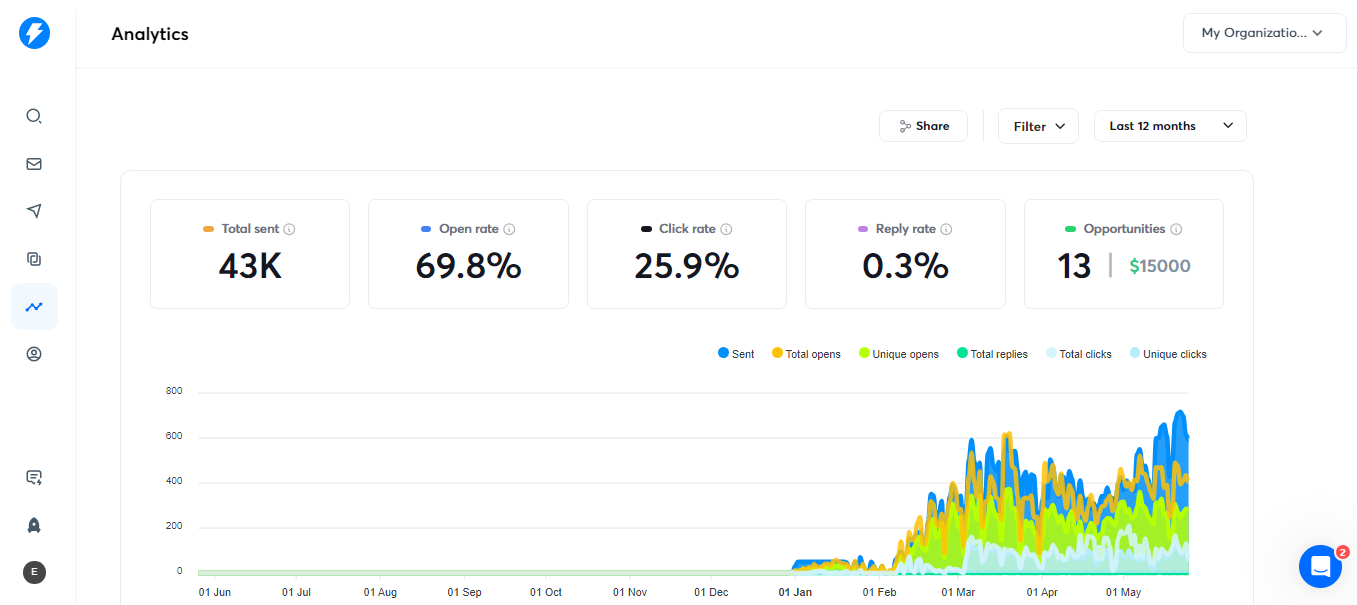 Analytics
My Organizatio...
Share
Filter
Last 12 months
Total sent
43K
Open rate
69.8%
Click rate
25.9%
Reply rate
0.3%
Opportunities
13 | $15000
Sent
Total opens
Unique opens
Total replies
Total clicks
Unique clicks
800
600
400
200
0
01 Jun
01 Jul
01 Aug
01 Sep
01 Oct
01 Nov
01 Dec
01 Jan
01 Feb
01 Mar
01 Apr
01 May
E
2